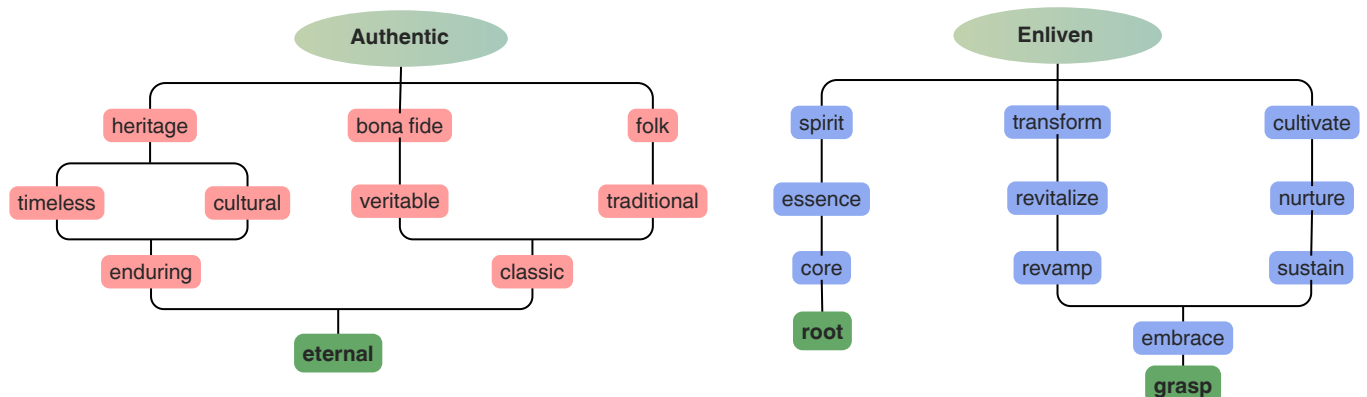 Authentic
heritage
bona fide
folk
timeless
cultural
veritable
traditional
enduring
classic
eternal
Enliven
spirit
transform
cultivate
essence
revitalize
nurture
core
revamp
sustain
root
embrace
grasp